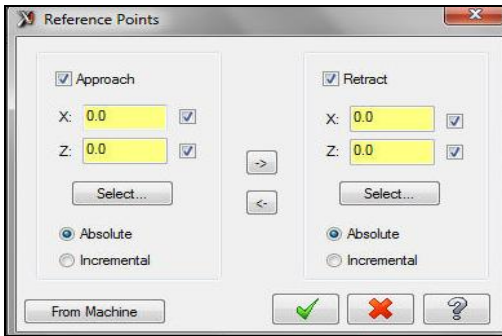 Reference Points
Approach
X: 0.0
Z: 0.0
Select...
Absolute
Incremental
->
<-
Retract
X: 0.0
Z: 0.0
Select...
Absolute
Incremental
From Machine
?